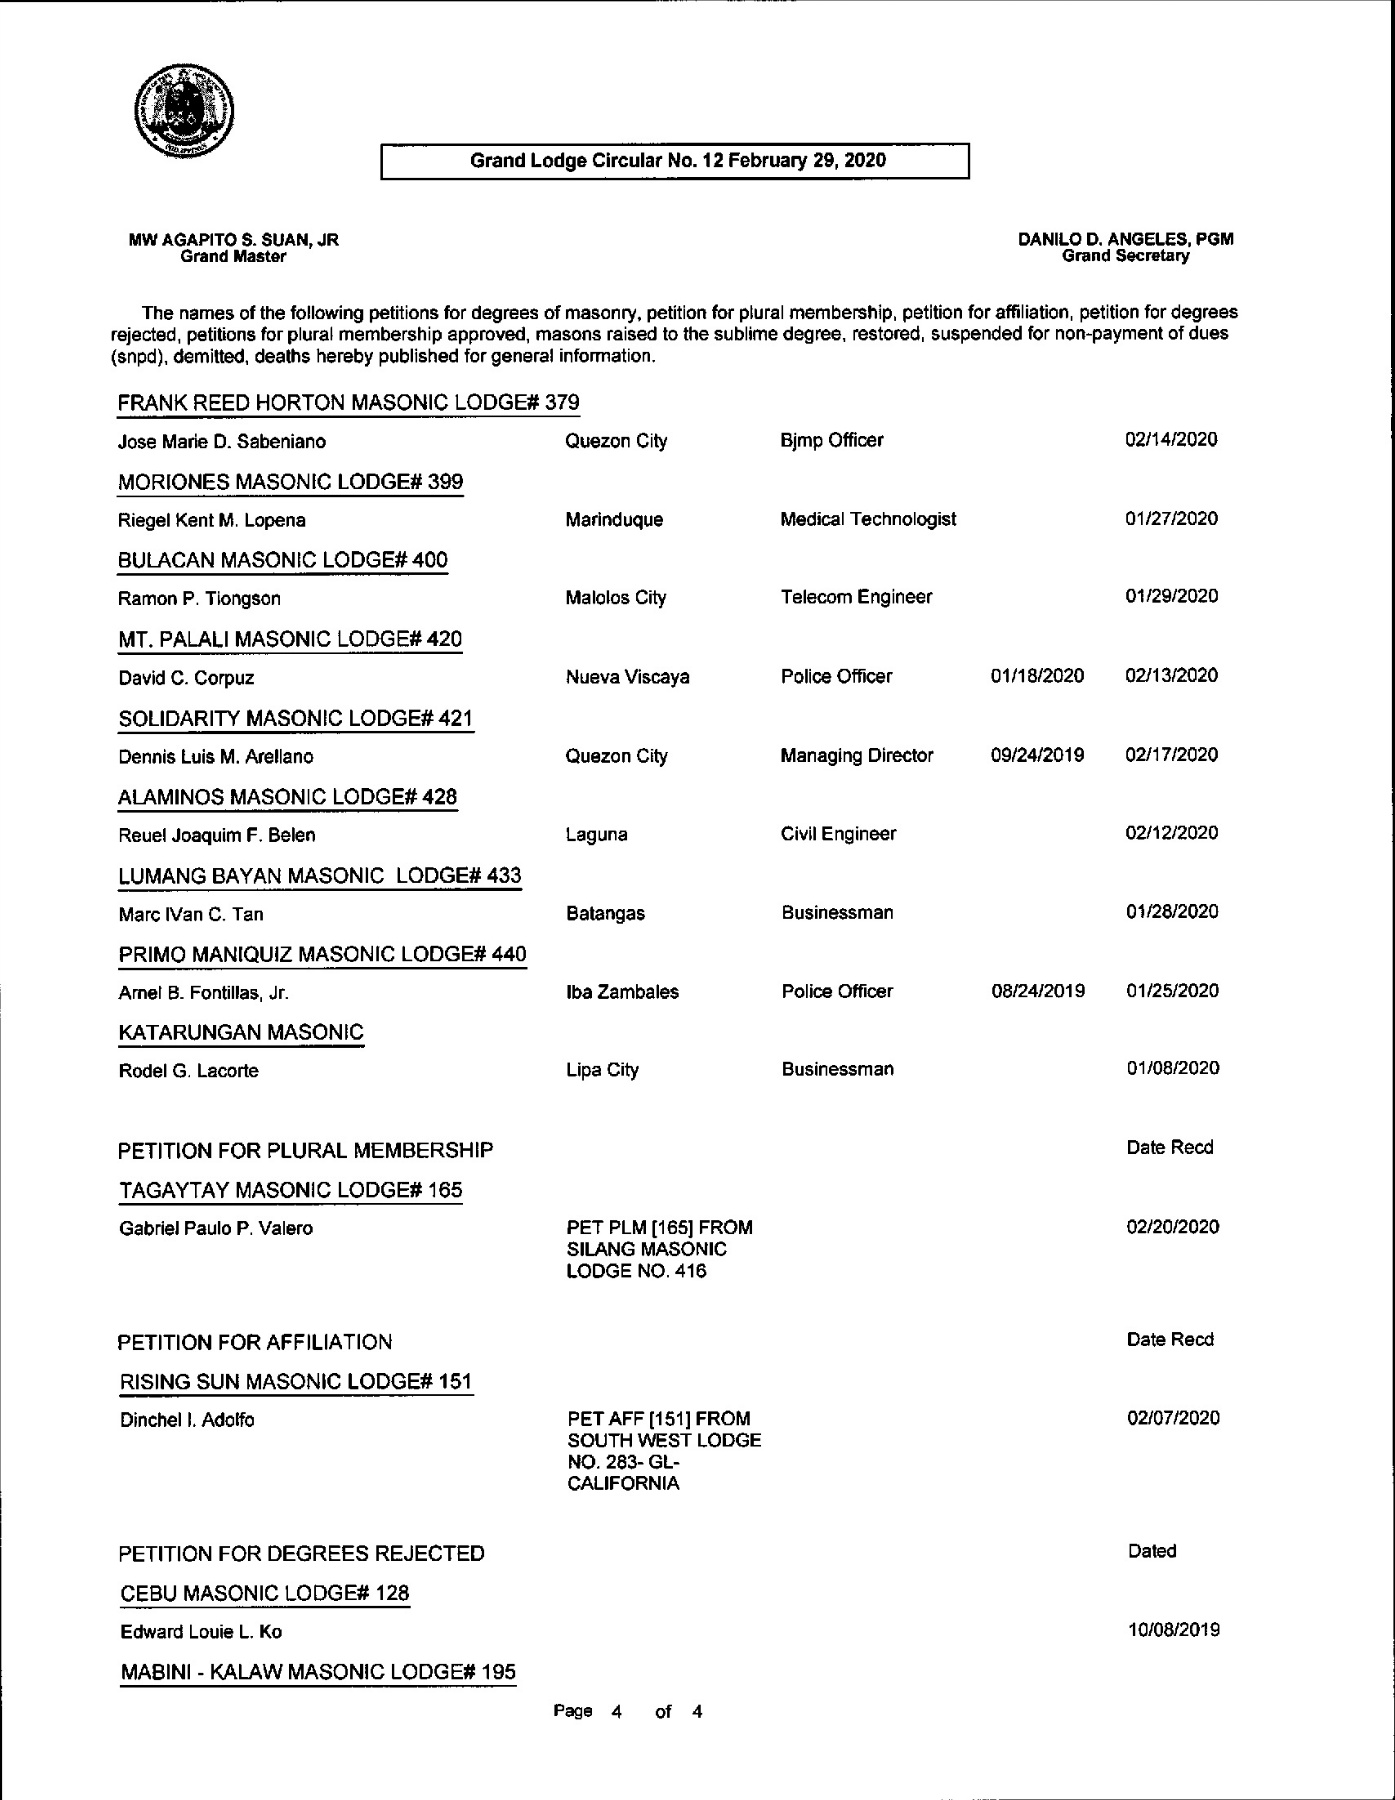 Grand Lodge Circular No. 12 February 29, 2020
MW AGAPITO S. SUAN, JR
Grand Master
DANILO D. ANGELES, PGM
Grand Secretary
The names of the following petitions for degrees of masonry, petition for plural membership, petition for affiliation, petition for degrees
rejected, petitions for plural membership approved, masons raised to the sublime degree, restored, suspended for non-payment of dues
(snpd), demitted, deaths hereby published for general information.
FRANK REED HORTON MASONIC LODGE# 379
Jose Marie D. Sabeniano Quezon City Bjmp Officer 02/14/2020
MORIONES MASONIC LODGE# 399
Riegel Kent M. Lopena Marinduque Medical Technologist 01/27/2020
BULACAN MASONIC LODGE# 400
Ramon P. Tiongson Malolos City Telecom Engineer 01/29/2020
MT. PALALI MASONIC LODGE# 420
David C. Corpuz Nueva Viscaya Police Officer 01/18/2020 02/13/2020
SOLIDARITY MASONIC LODGE# 421
Dennis Luis M. Arellano Quezon City Managing Director 09/24/2019 02/17/2020
ALAMINOS MASONIC LODGE# 428
Reuel Joaquim F. Belen Laguna Civil Engineer 02/12/2020
LUMANG BAYAN MASONIC LODGE# 433
Marc IVan C. Tan Batangas Businessman 01/28/2020
PRIMO MANIQUIZ MASONIC LODGE# 440
Arnel B. Fontillas, Jr. Iba Zambales Police Officer 08/24/2019 01/25/2020
KATARUNGAN MASONIC
Rodel G. Lacorte Lipa City Businessman 01/08/2020
PETITION FOR PLURAL MEMBERSHIP Date Recd
TAGAYTAY MASONIC LODGE# 165
Gabriel Paulo P. Valero PET PLM [165] FROM 02/20/2020
SILANG MASONIC
LODGE NO. 416
PETITION FOR AFFILIATION Date Recd
RISING SUN MASONIC LODGE# 151
Dinchel I. Adolfo PET AFF [151] FROM 02/07/2020
SOUTH WEST LODGE
NO. 283- GL-
CALIFORNIA
PETITION FOR DEGREES REJECTED Dated
CEBU MASONIC LODGE# 128
Edward Louie L. Ko 10/08/2019
MABINI - KALAW MASONIC LODGE# 195
Page 4 of 4